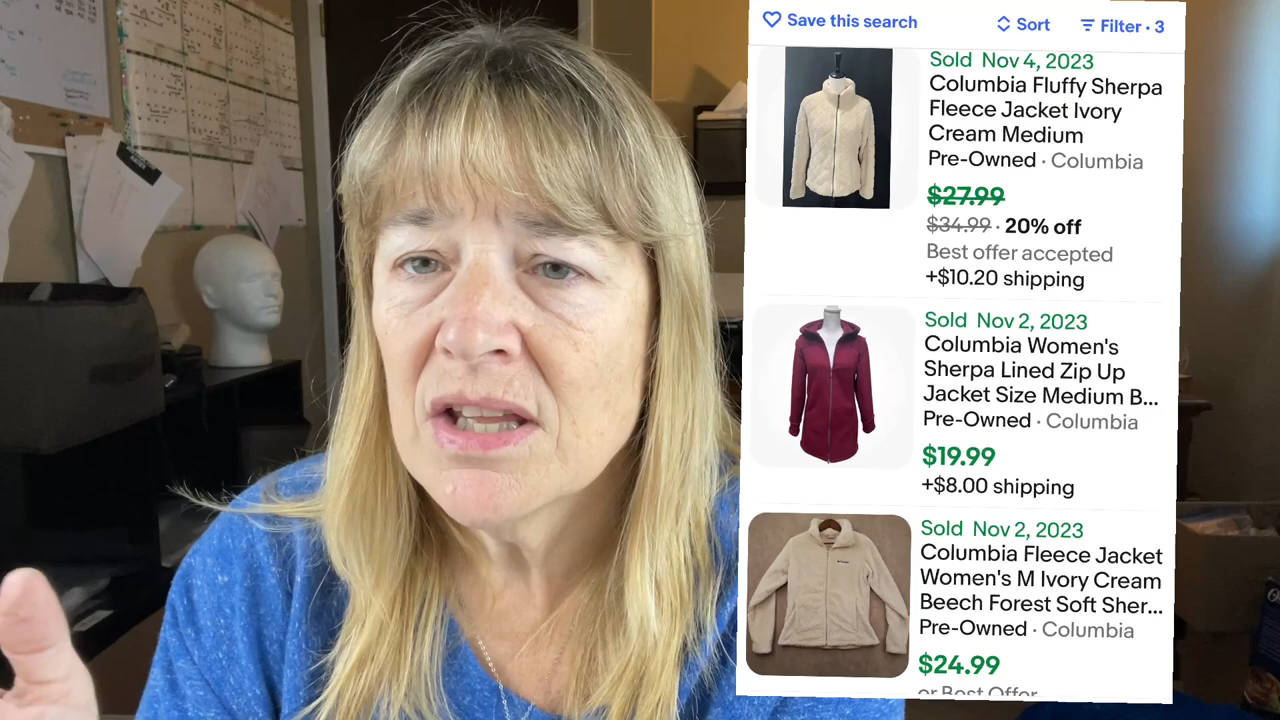 Save this search
Sort
Filter · 3
Sold Nov 4, 2023
Columbia Fluffy Sherpa
Fleece Jacket Ivory
Cream Medium
Pre-Owned · Columbia
$27.99
$34.99 · 20% off
Best offer accepted
+$10.20 shipping
Sold Nov 2, 2023
Columbia Women's
Sherpa Lined Zip Up
Jacket Size Medium B...
Pre-Owned · Columbia
$19.99
+$8.00 shipping
Sold Nov 2, 2023
Columbia Fleece Jacket
Women's M Ivory Cream
Beech Forest Soft Sher...
Pre-Owned · Columbia
$24.99
or Best Offer